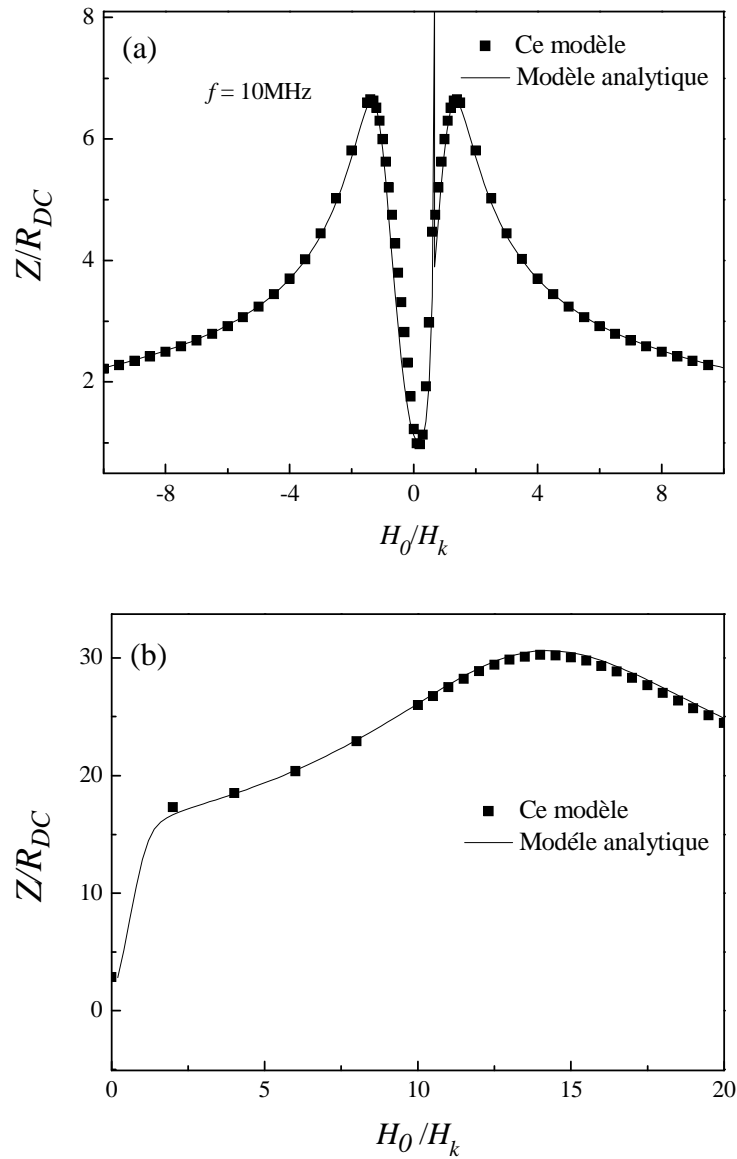 (a)
Ce modèle
Modèle analytique
f = 10MHz
8
6
4
2
Z/R_DC
-8 -4 0 4 8
H_0/H_k
(b)
30
20
10
0
Z/R_DC
Ce modèle
Modéle analytique
0 5 10 15 20
H_0/H_k